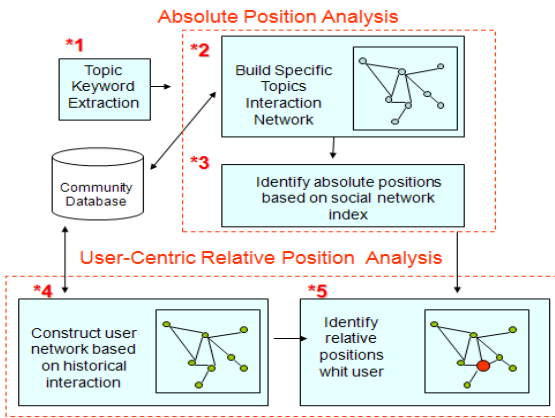 Absolute Position Analysis
*1
Topic
Keyword
Extraction
*2
Build Specific
Topics
Interaction
Network
*3
Identify absolute positions
based on social network
index
Community
Database
User-Centric Relative Position Analysis
*4
Construct user
network based
on historical
interaction
*5
Identify
relative
positions
whit user